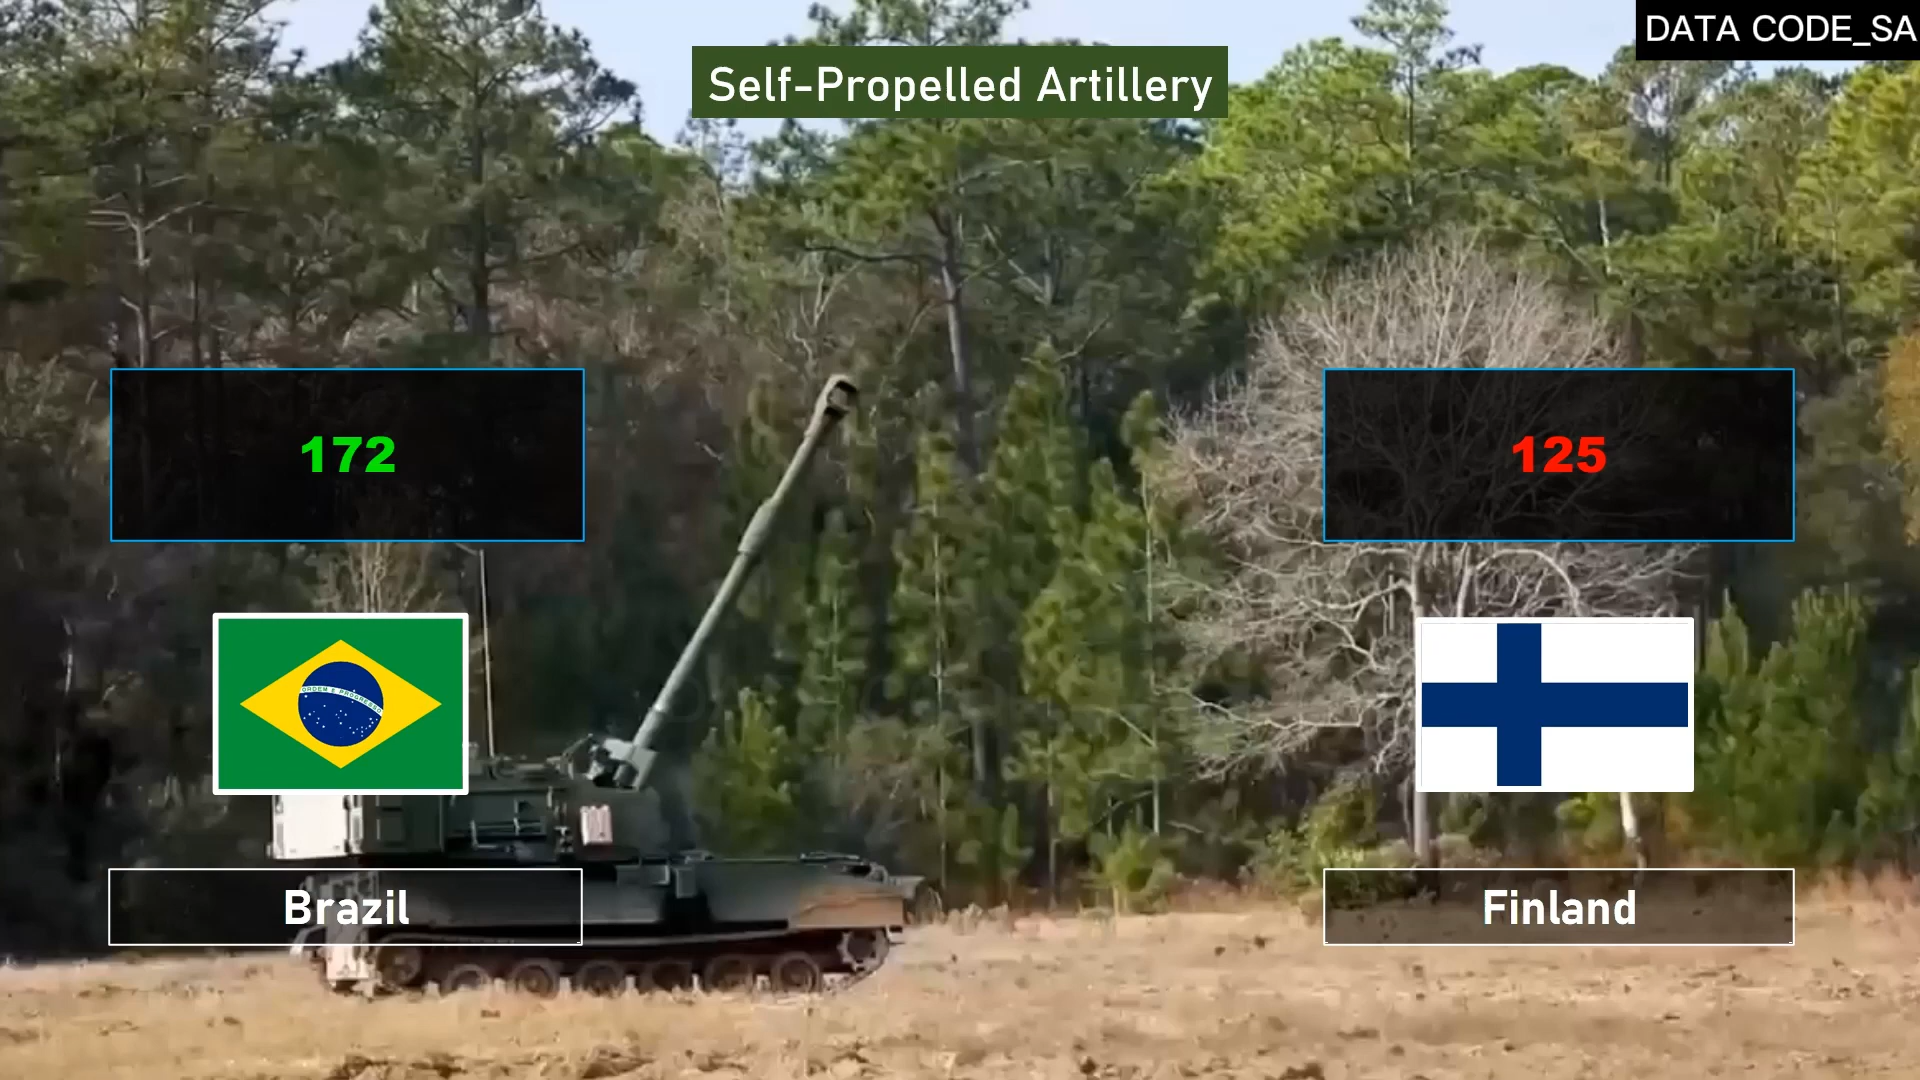 DATA CODE_SA
Self-Propelled Artillery
172
125
ORDEM E PROGRESSO
Brazil
Finland